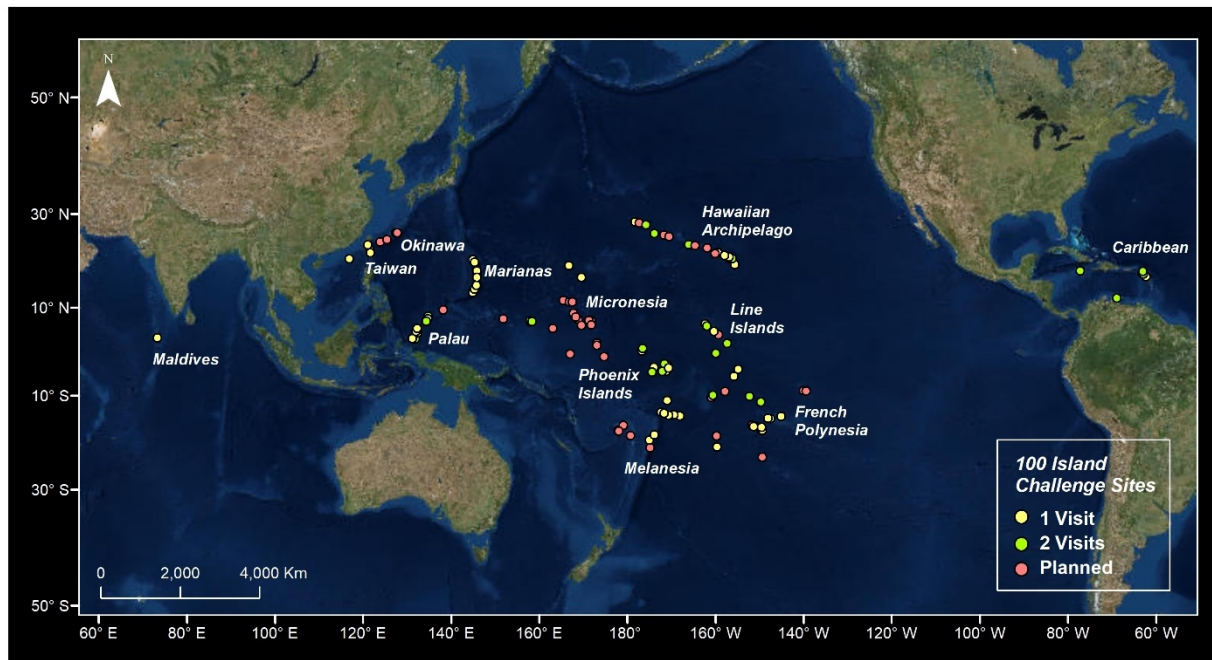 N
50° N
30° N
10° N
10° S
30° S
50° S
Hawaiian
Archipelago
Caribbean
Okinawa
Taiwan
Marianas
Micronesia
Line
Islands
Palau
Maldives
Phoenix
Islands
French
Polynesia
Melanesia
100 Island
Challenge Sites
1 Visit
2 Visits
Planned
0 2,000 4,000 Km
60° E 80° E 100° E 120° E 140° E 160° E 180° 160° W 140° W 120° W 100° W 80° W 60° W